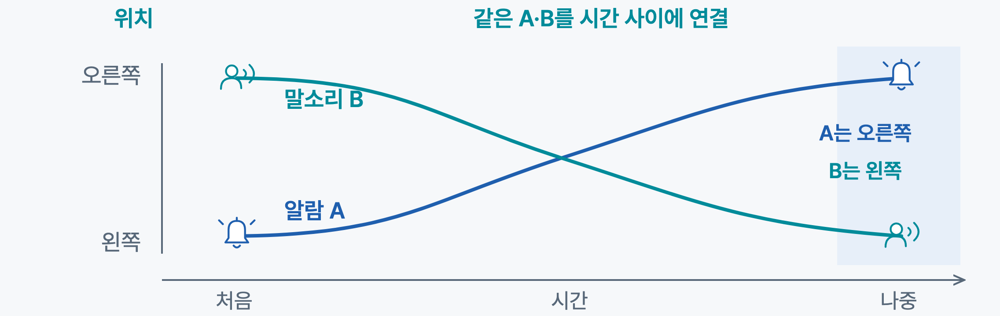 위치
같은 A·B를 시간 사이에 연결
오른쪽
말소리 B
A는 오른쪽
B는 왼쪽
알람 A
왼쪽
처음
시간
나중